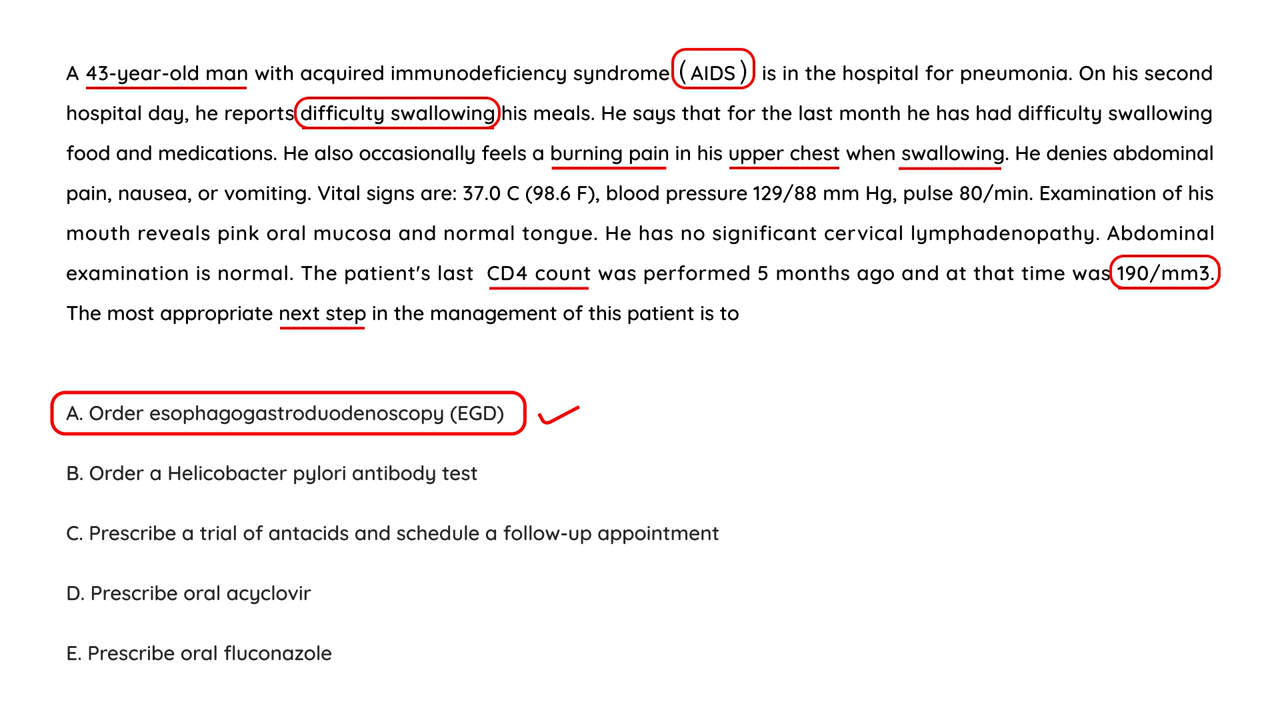 A 43-year-old man with acquired immunodeficiency syndrome (AIDS) is in the hospital for pneumonia. On his second
hospital day, he reports difficulty swallowing his meals. He says that for the last month he has had difficulty swallowing
food and medications. He also occasionally feels a burning pain in his upper chest when swallowing. He denies abdominal
pain, nausea, or vomiting. Vital signs are: 37.0 C (98.6 F), blood pressure 129/88 mm Hg, pulse 80/min. Examination of his
mouth reveals pink oral mucosa and normal tongue. He has no significant cervical lymphadenopathy. Abdominal
examination is normal. The patient's last CD4 count was performed 5 months ago and at that time was 190/mm3.
The most appropriate next step in the management of this patient is to
A. Order esophagogastroduodenoscopy (EGD)
B. Order a Helicobacter pylori antibody test
C. Prescribe a trial of antacids and schedule a follow-up appointment
D. Prescribe oral acyclovir
E. Prescribe oral fluconazole